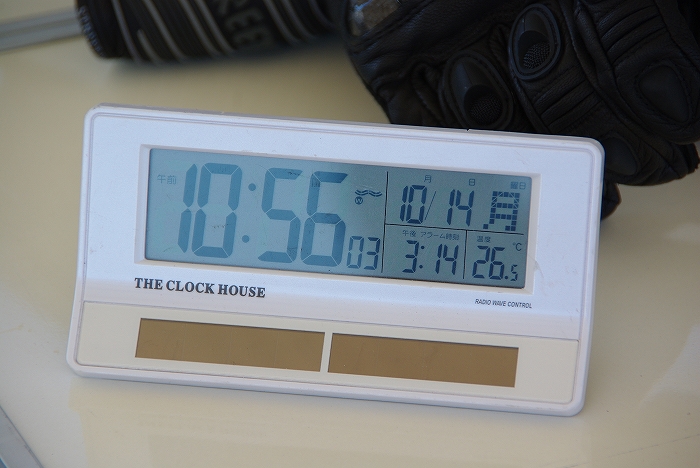 午前 10:56 03
月 日 曜日
10/14 月
午後 アラーム時刻 温度
3:14 26.5 °C
THE CLOCK HOUSE
RADIO WAVE CONTROL